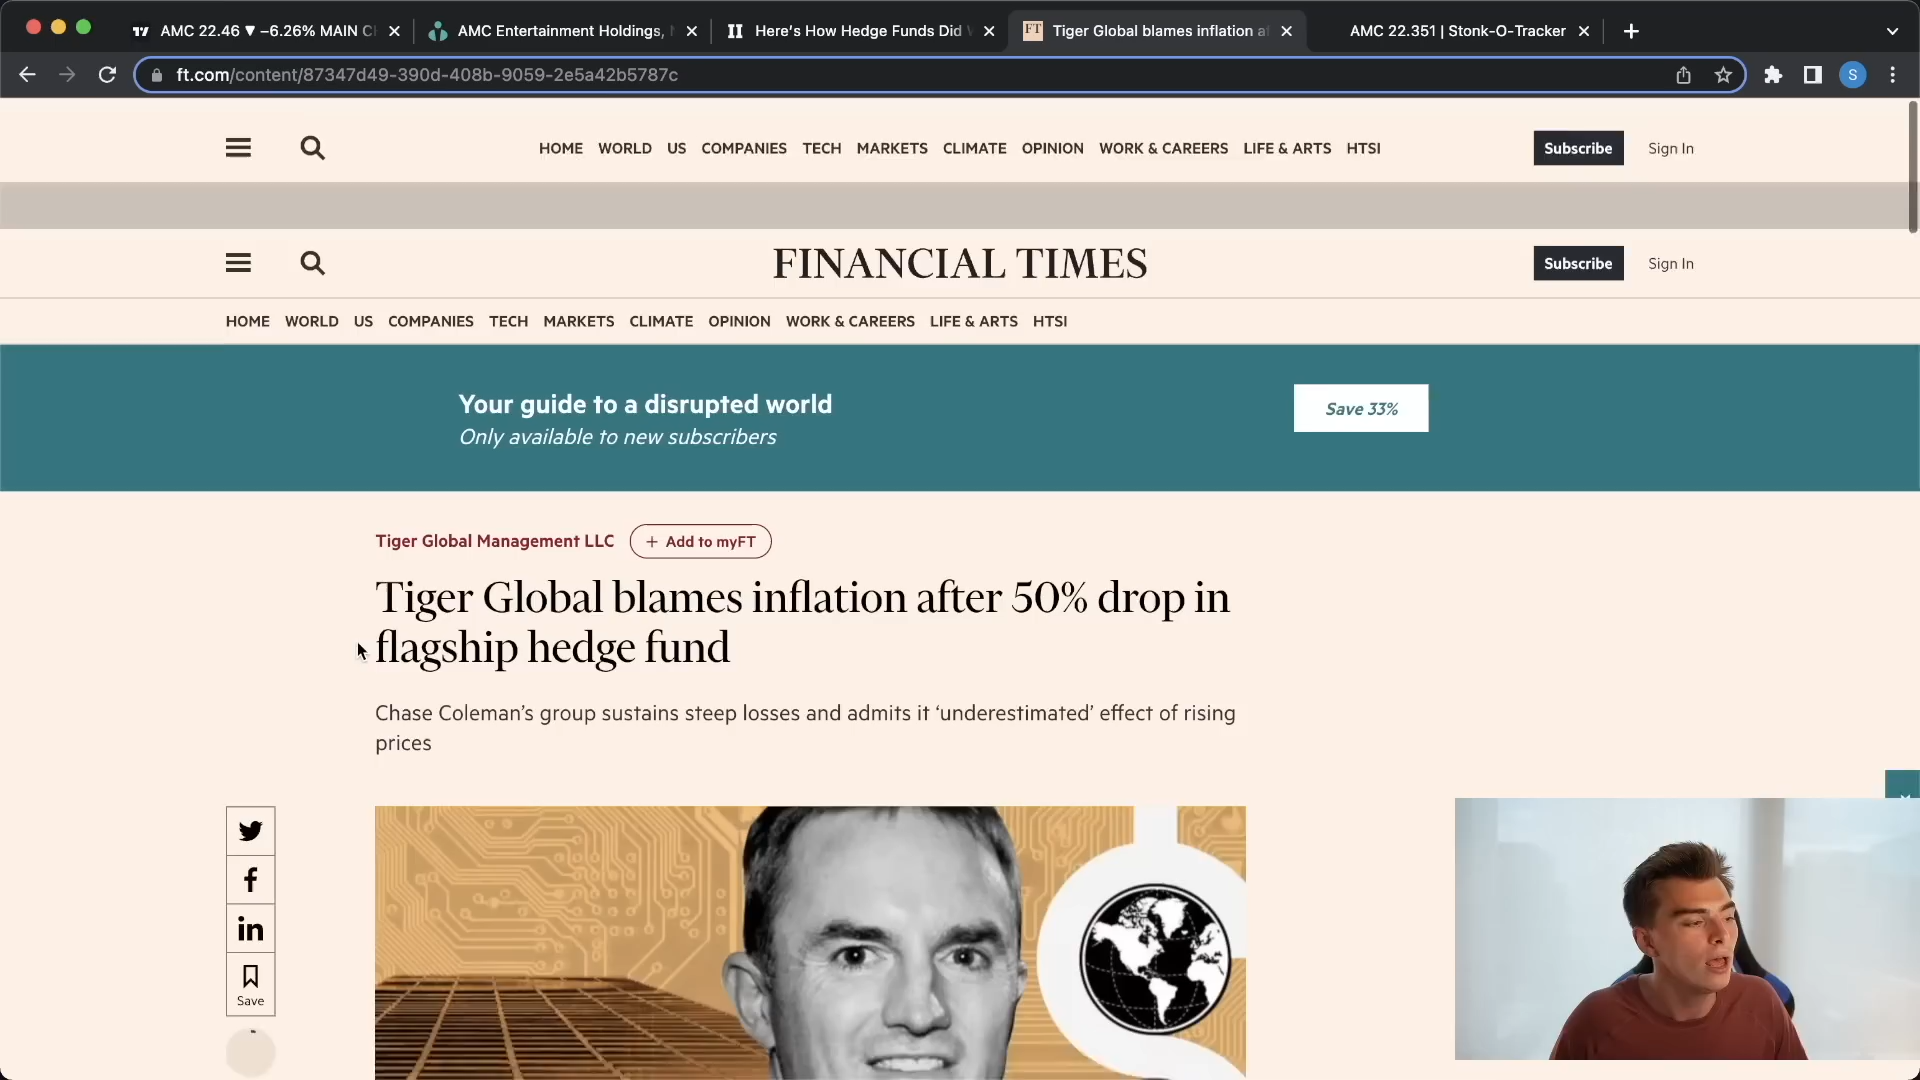 AMC 22.46 ▼ −6.26% MAIN C
AMC Entertainment Holdings,
Here's How Hedge Funds Did
FT
Tiger Global blames inflation a
AMC 22.351 | Stonk-O-Tracker
ft.com/content/87347d49-390d-408b-9059-2e5a42b5787c
S
HOME WORLD US COMPANIES TECH MARKETS CLIMATE OPINION WORK & CAREERS LIFE & ARTS HTSI
Subscribe
Sign In
FINANCIAL TIMES
Subscribe
Sign In
HOME WORLD US COMPANIES TECH MARKETS CLIMATE OPINION WORK & CAREERS LIFE & ARTS HTSI
Your guide to a disrupted world
Only available to new subscribers
Save 33%
Tiger Global Management LLC
+ Add to myFT
Tiger Global blames inflation after 50% drop in
flagship hedge fund
Chase Coleman's group sustains steep losses and admits it ‘underestimated’ effect of rising
prices
Save